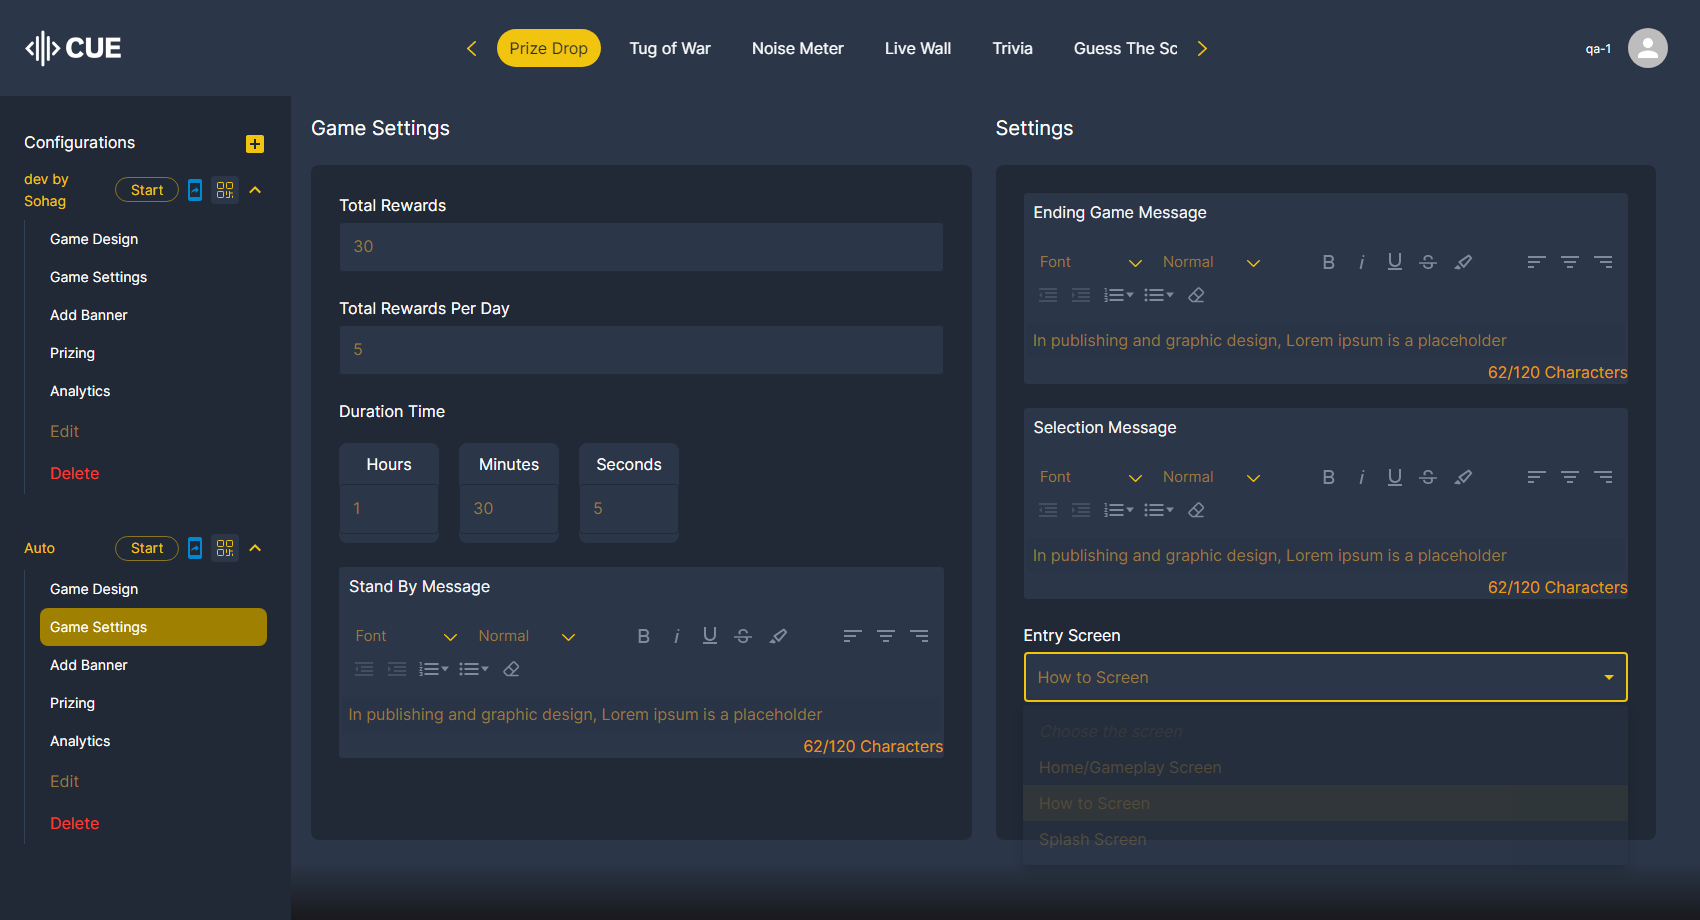 CUE
Prize Drop
Tug of War
Noise Meter
Live Wall
Trivia
Guess The Sc
qa-1
Configurations
dev by
Sohag
Start
Game Design
Game Settings
Add Banner
Prizing
Analytics
Edit
Delete
Auto
Start
Game Design
Game Settings
Add Banner
Prizing
Analytics
Edit
Delete
Game Settings
Total Rewards
30
Total Rewards Per Day
5
Duration Time
Hours
Minutes
Seconds
1
30
5
Stand By Message
Font
Normal
B
i
U
S
In publishing and graphic design, Lorem ipsum is a placeholder
62/120 Characters
Settings
Ending Game Message
Font
Normal
B
i
U
S
In publishing and graphic design, Lorem ipsum is a placeholder
62/120 Characters
Selection Message
Font
Normal
B
i
U
S
In publishing and graphic design, Lorem ipsum is a placeholder
62/120 Characters
Entry Screen
How to Screen
Choose the screen
Home/Gameplay Screen
How to Screen
Splash Screen